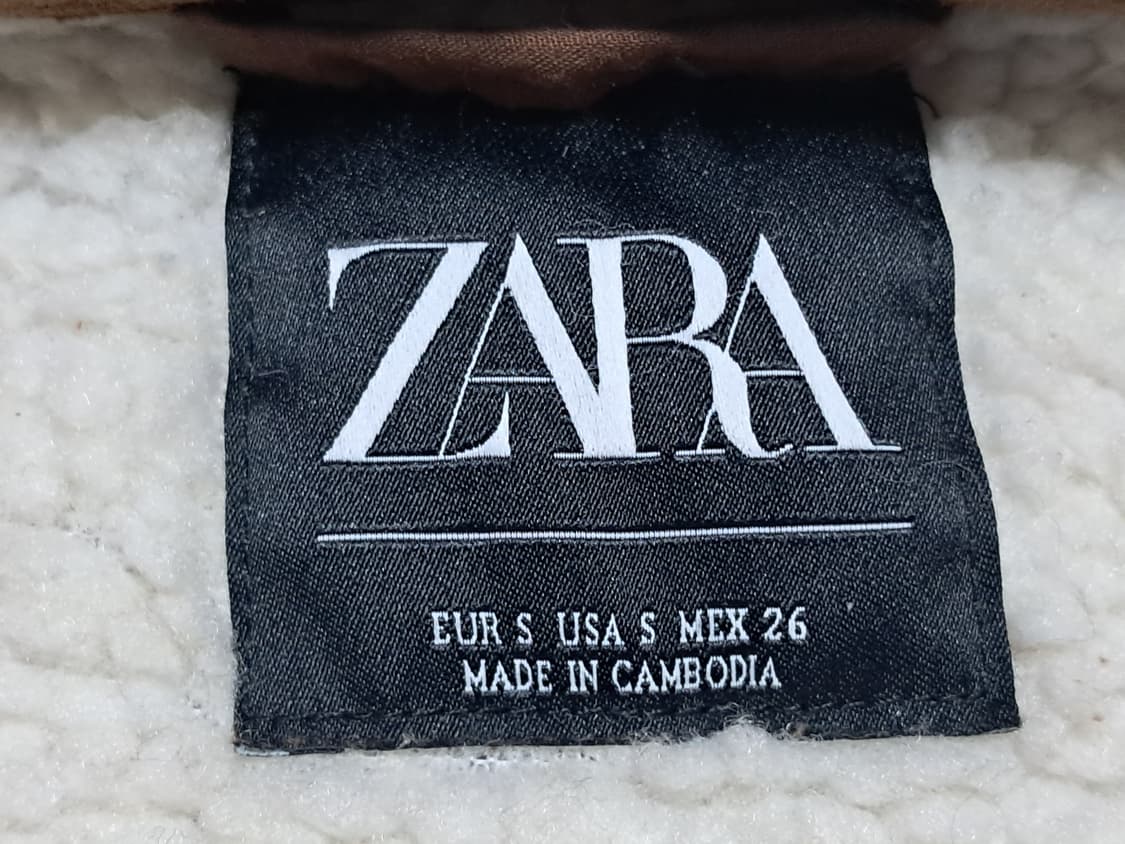 ZARA
EUR S USA S MEX 26
MADE IN CAMBODIA